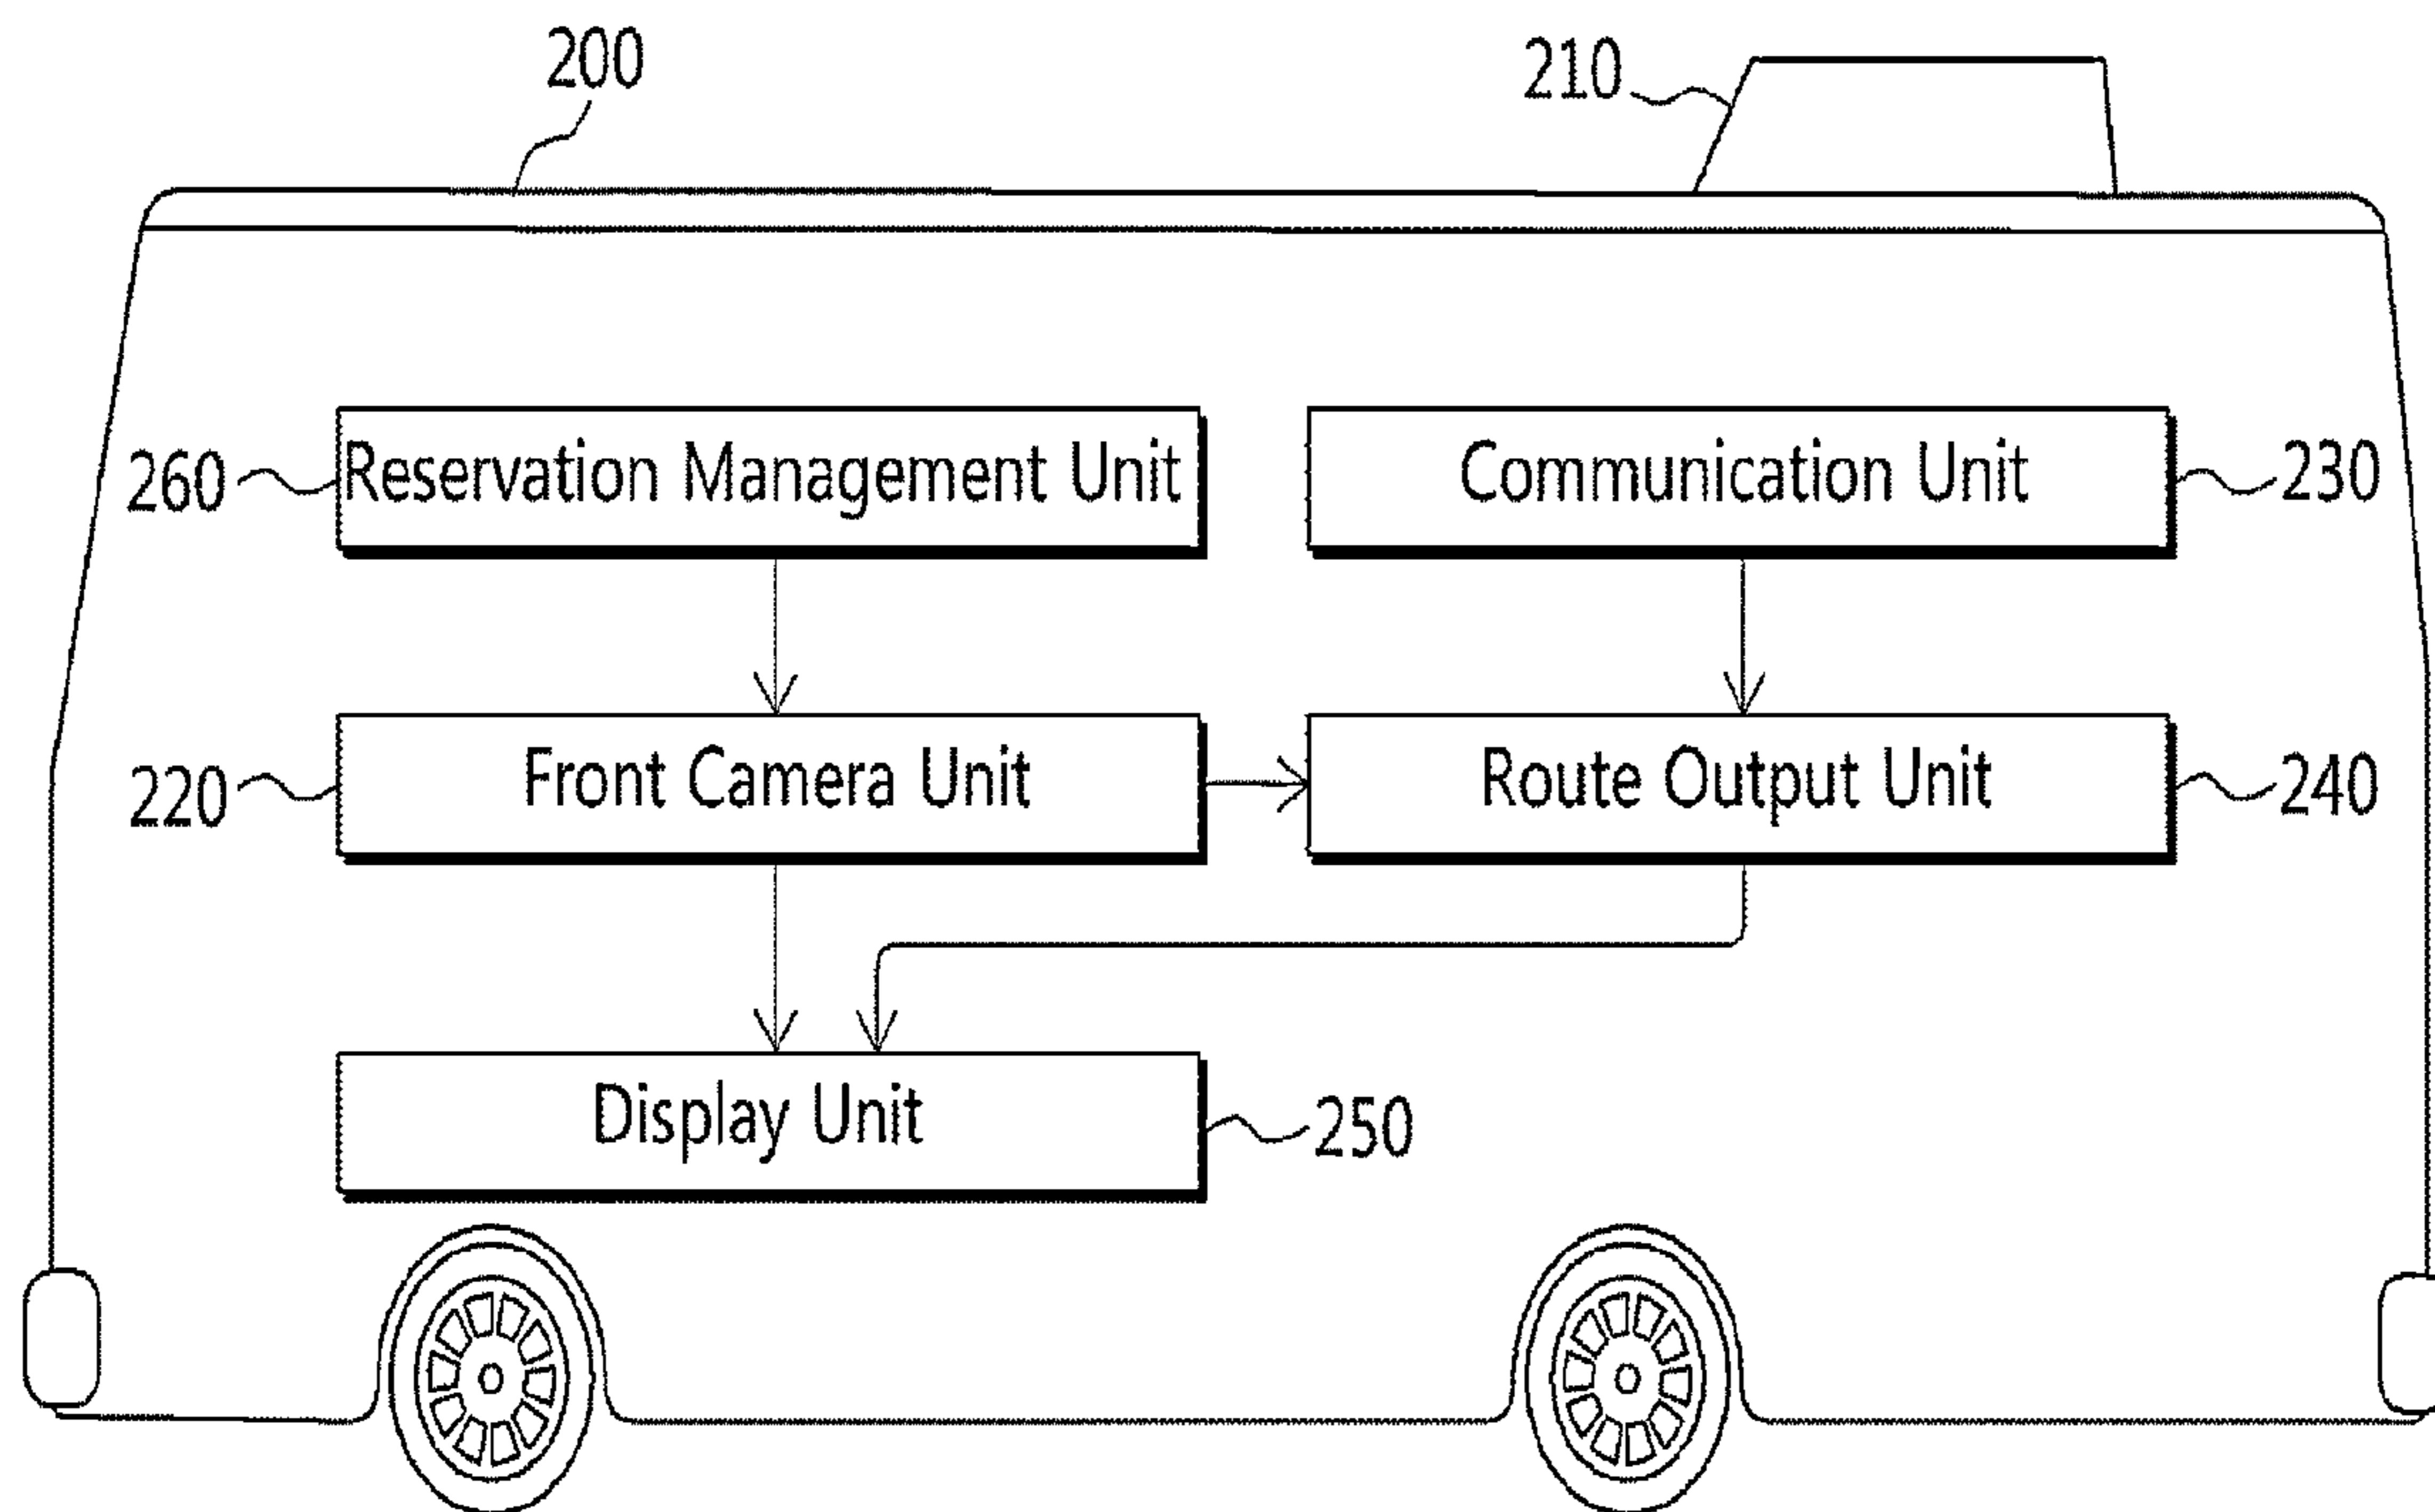 200
210
260
Reservation Management Unit
Communication Unit
230
220
Front Camera Unit
Route Output Unit
240
Display Unit
250